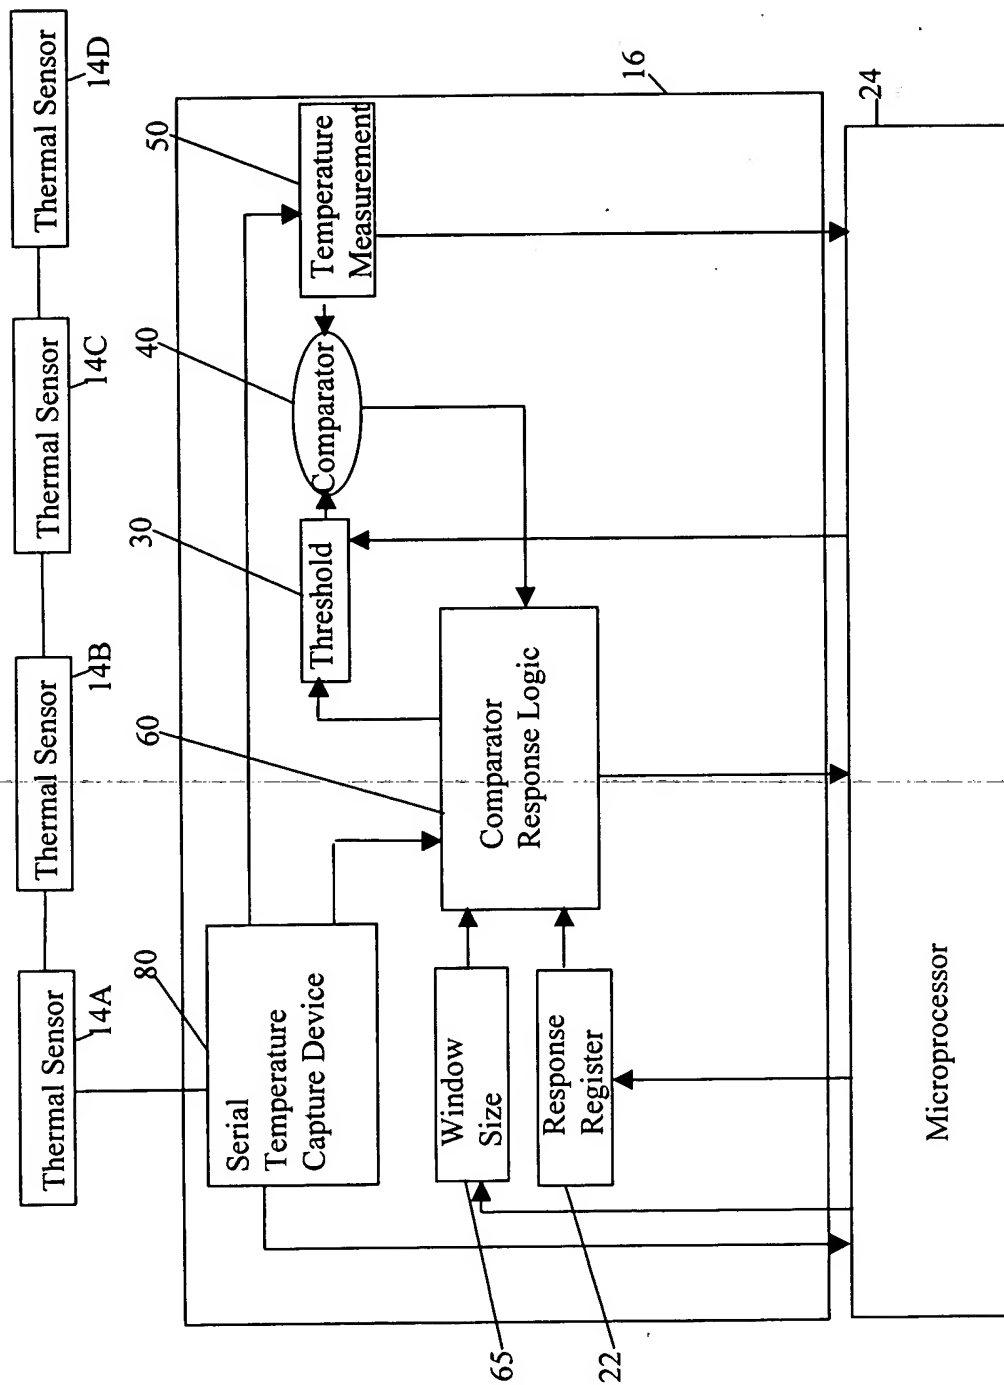 Thermal Sensor
14A
Thermal Sensor
14B
Thermal Sensor
14C
Thermal Sensor
14D
80
Serial
Temperature
Capture Device
60
30
Threshold
40
Comparator
50
Temperature
Measurement
16
Window
Size
65
Response
Register
22
Comparator
Response Logic
24
Microprocessor